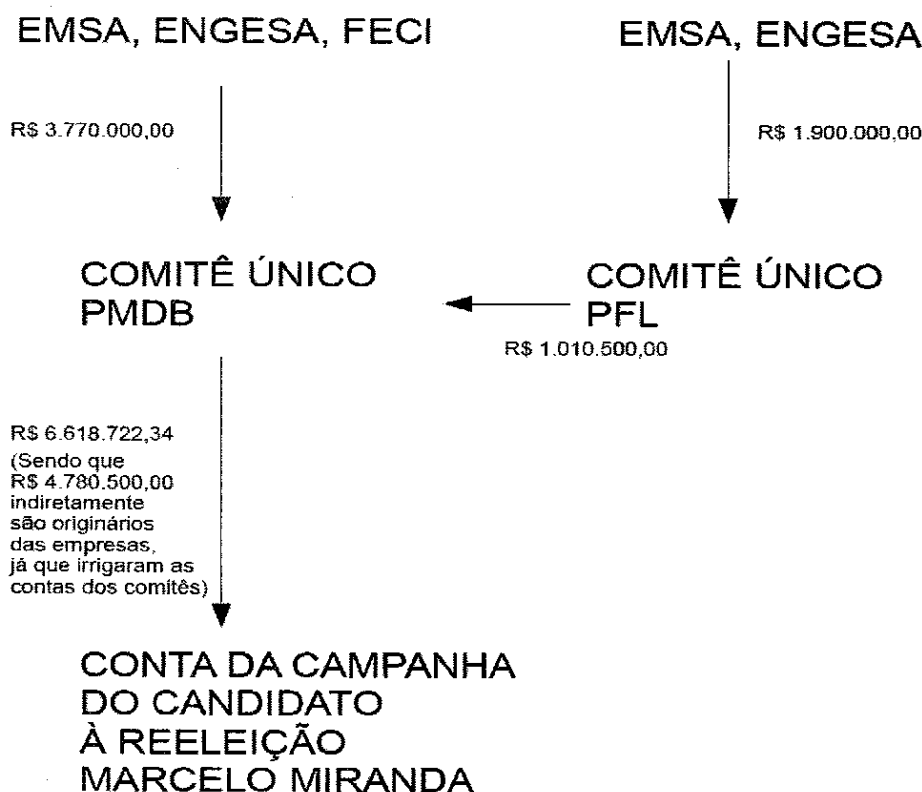 EMSA, ENGESA, FECI
EMSA, ENGESA
R$ 3.770.000,00
R$ 1.900.000,00
COMITÊ ÚNICO
PMDB
COMITÊ ÚNICO
PFL
R$ 1.010.500,00
R$ 6.618.722,34
(Sendo que
R$ 4.780.500,00
indiretamente
são originários
das empresas,
já que irrigaram as
contas dos comitês)
CONTA DA CAMPANHA
DO CANDIDATO
À REELEIÇÃO
MARCELO MIRANDA